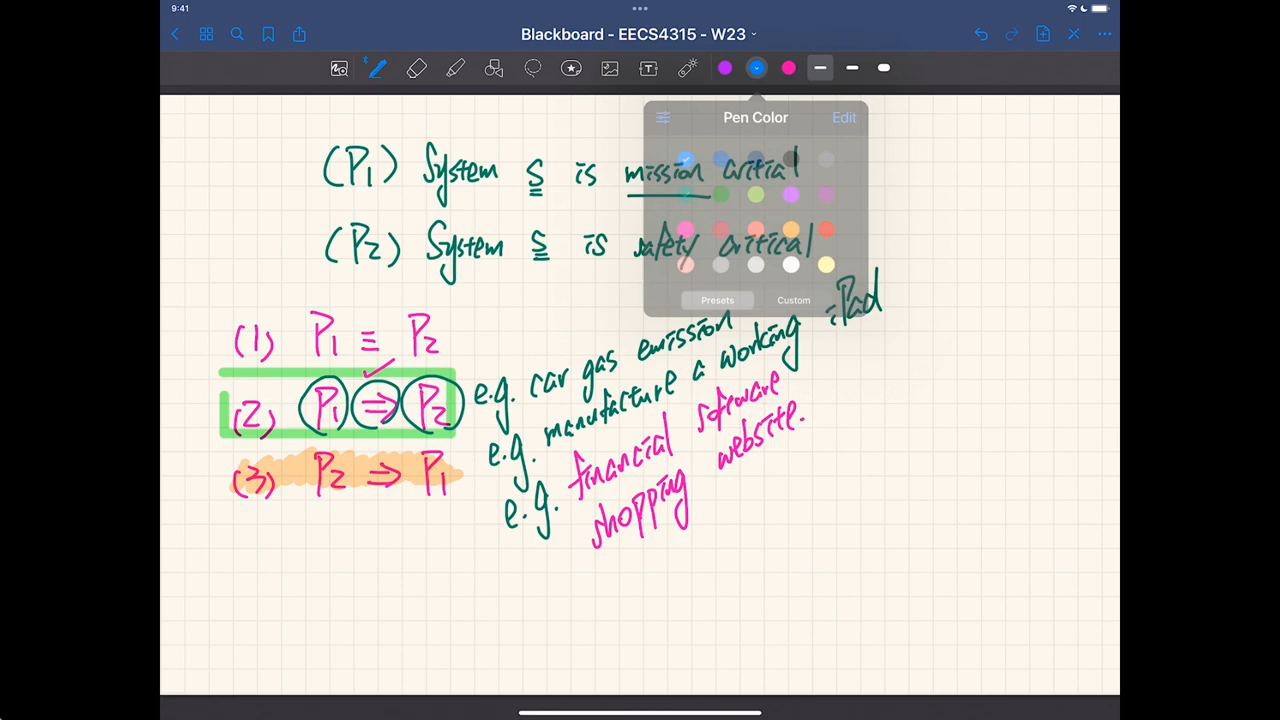 9:41
Blackboard - EECS4315 - W23
Pen Color
Edit
Presets
Custom
(P1) System S is mission critical
(P2) System S is safety critical
(1) P1 ≡ P2
(2) P1 ⇒ P2
(3) P2 ⇒ P1
e.g. car gas emission
e.g. manufacture a working iPad
e.g. financial software
shopping website.